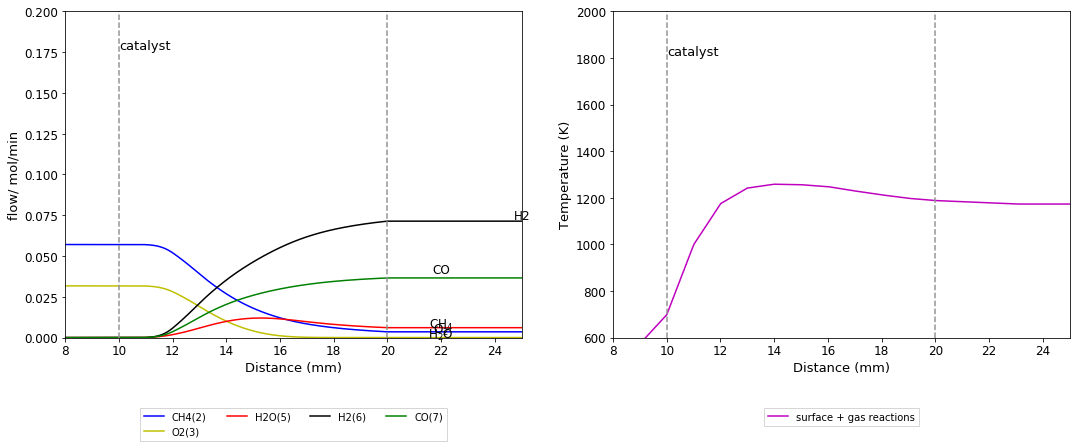 0.200
0.175
0.150
0.125
0.100
0.075
0.050
0.025
0.000
flow/ mol/min
catalyst
H2
CO
CH4
O2
H2O
8 10 12 14 16 18 20 22 24
Distance (mm)
CH4(2) H2O(5) H2(6) CO(7)
O2(3)
2000
1800
1600
1400
1200
1000
800
600
Temperature (K)
catalyst
8 10 12 14 16 18 20 22 24
Distance (mm)
surface + gas reactions